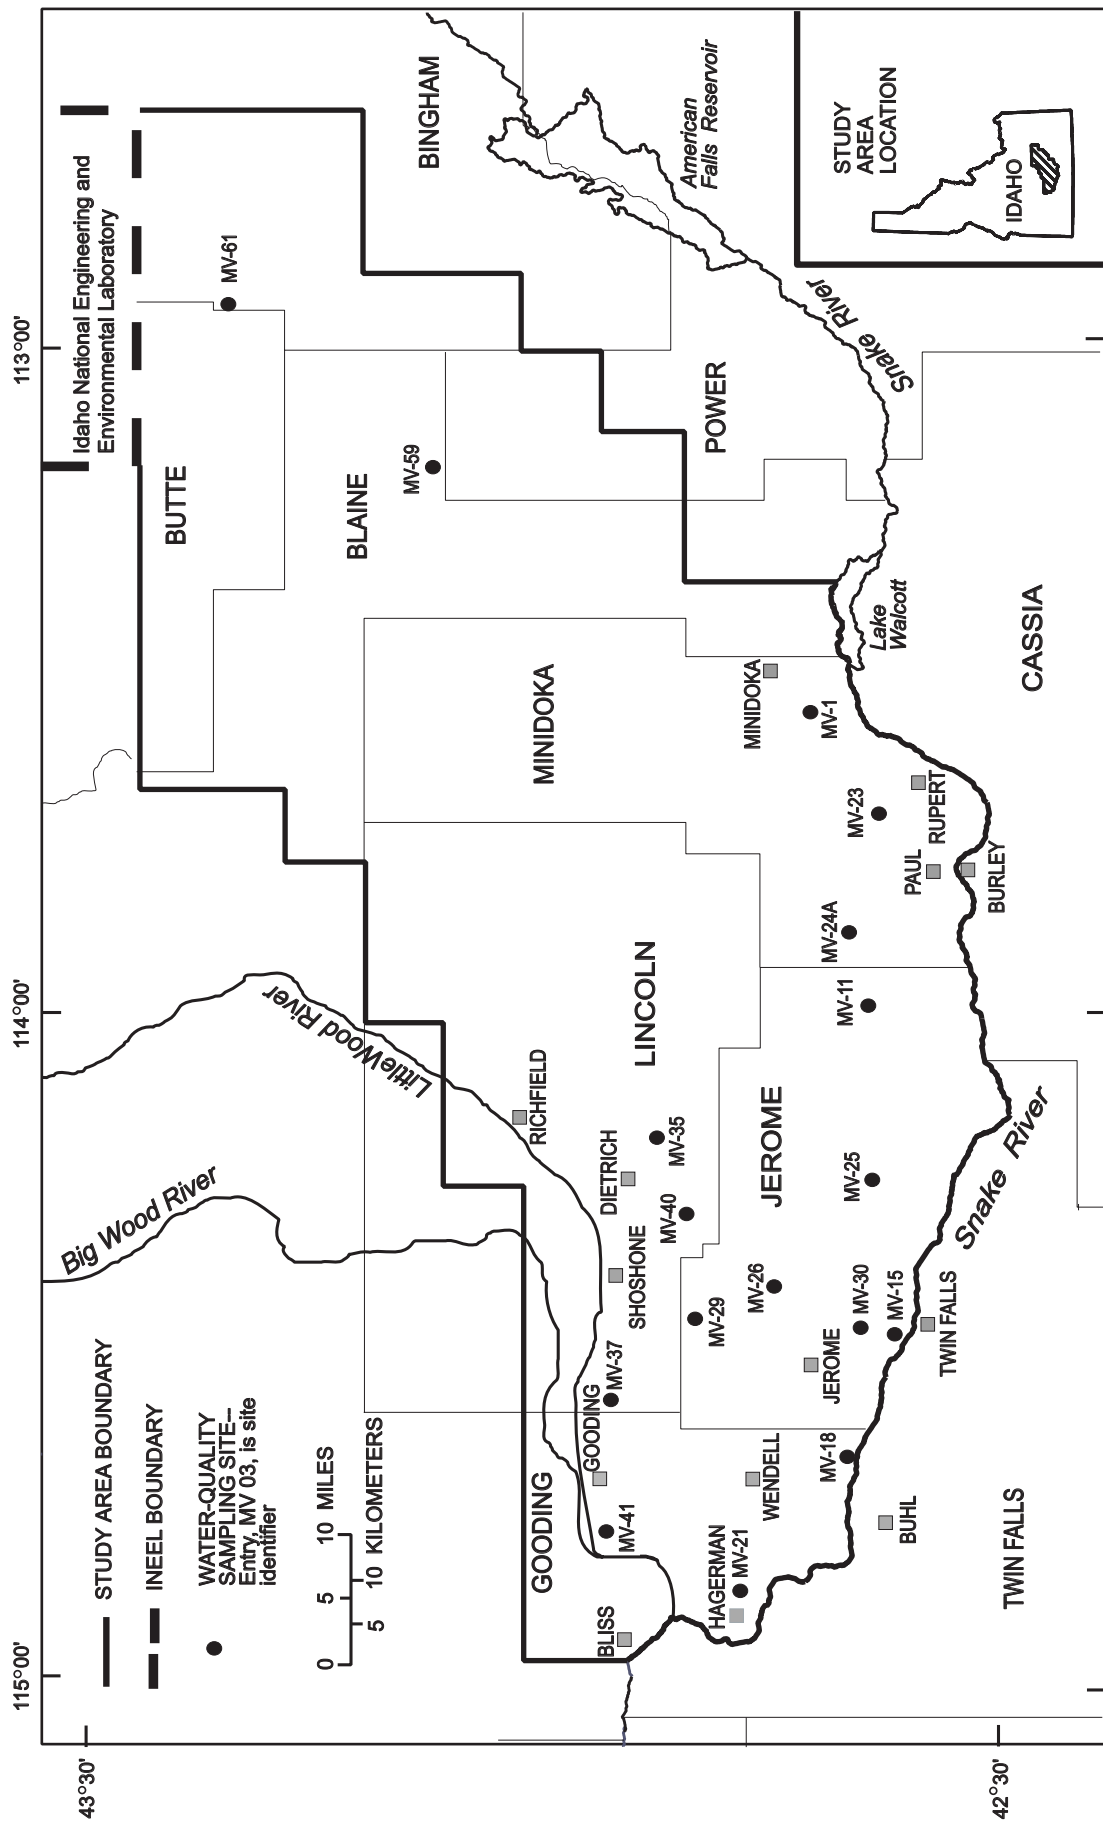 115°00'
114°00'
113°00'
43°30'
42°30'
STUDY AREA BOUNDARY
INEEL BOUNDARY
WATER-QUALITY
SAMPLING SITE--
Entry, MV 03, is site
identifier
0
5
10 MILES
5
10 KILOMETERS
Big Wood River
LittleWood River
Idaho National Engineering and
Environmental Laboratory
BUTTE
MV-61
BLAINE
MV-59
BINGHAM
American
Falls Reservoir
POWER
Snake River
GOODING
BLISS
MV-41
GOODING
MV-37
SHOSHONE
DIETRICH
RICHFIELD
MV-35
MV-40
LINCOLN
MINIDOKA
HAGERMAN
MV-21
WENDELL
MV-29
MV-26
JEROME
MINIDOKA
MV-1
Lake
Walcott
MV-18
JEROME
MV-30
MV-15
MV-25
MV-11
MV-24A
MV-23
RUPERT
PAUL
BURLEY
BUHL
TWIN FALLS
Snake River
TWIN FALLS
CASSIA
STUDY
AREA
LOCATION
IDAHO